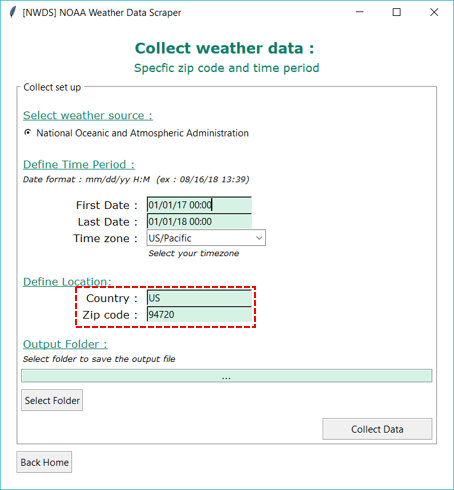 [NWDS] NOAA Weather Data Scraper
Collect weather data :
Specfic zip code and time period
Collect set up
Select weather source :
National Oceanic and Atmospheric Administration
Define Time Period :
Date format : mm/dd/yy H:M (ex : 08/16/18 13:39)
First Date : 01/01/17 00:00
Last Date : 01/01/18 00:00
Time zone : US/Pacific
Select your timezone
Define Location:
Country : US
Zip code : 94720
Output Folder :
Select folder to save the output file
...
Select Folder
Collect Data
Back Home